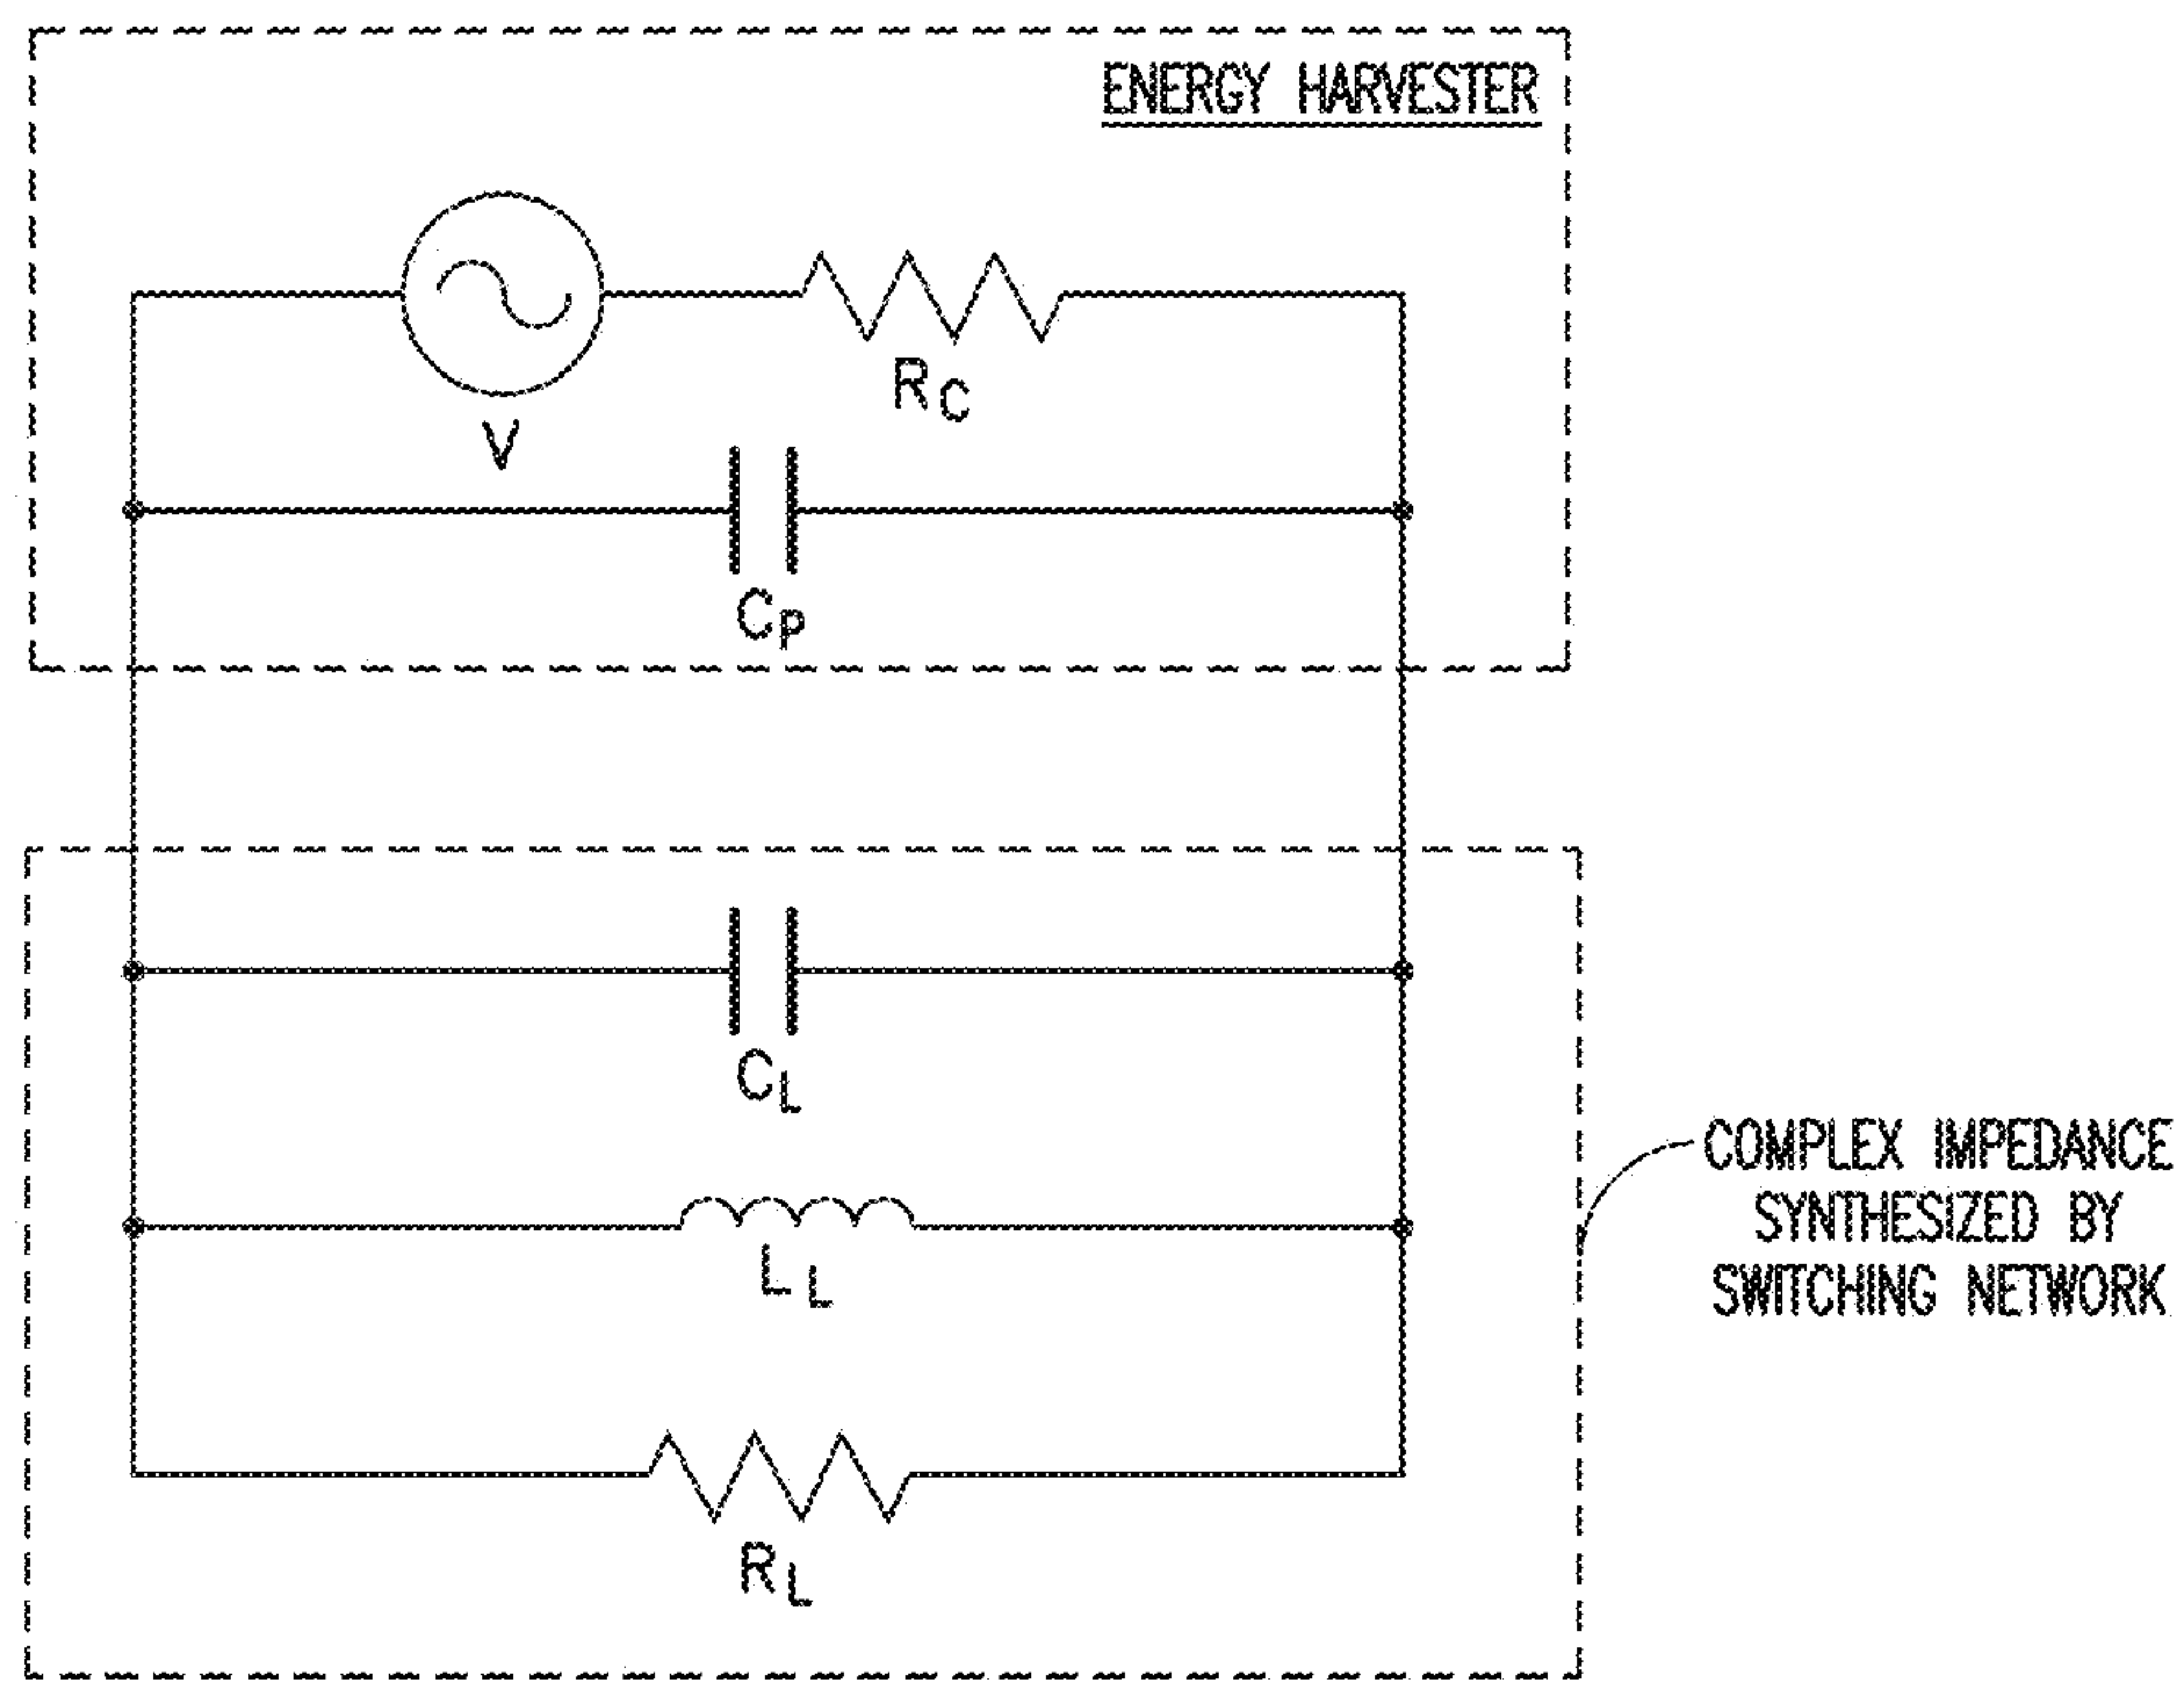 ENERGY HARVESTER
RC
V
CP
CL
LL
RL
COMPLEX IMPEDANCE
SYNTHESIZED BY
SWITCHING NETWORK